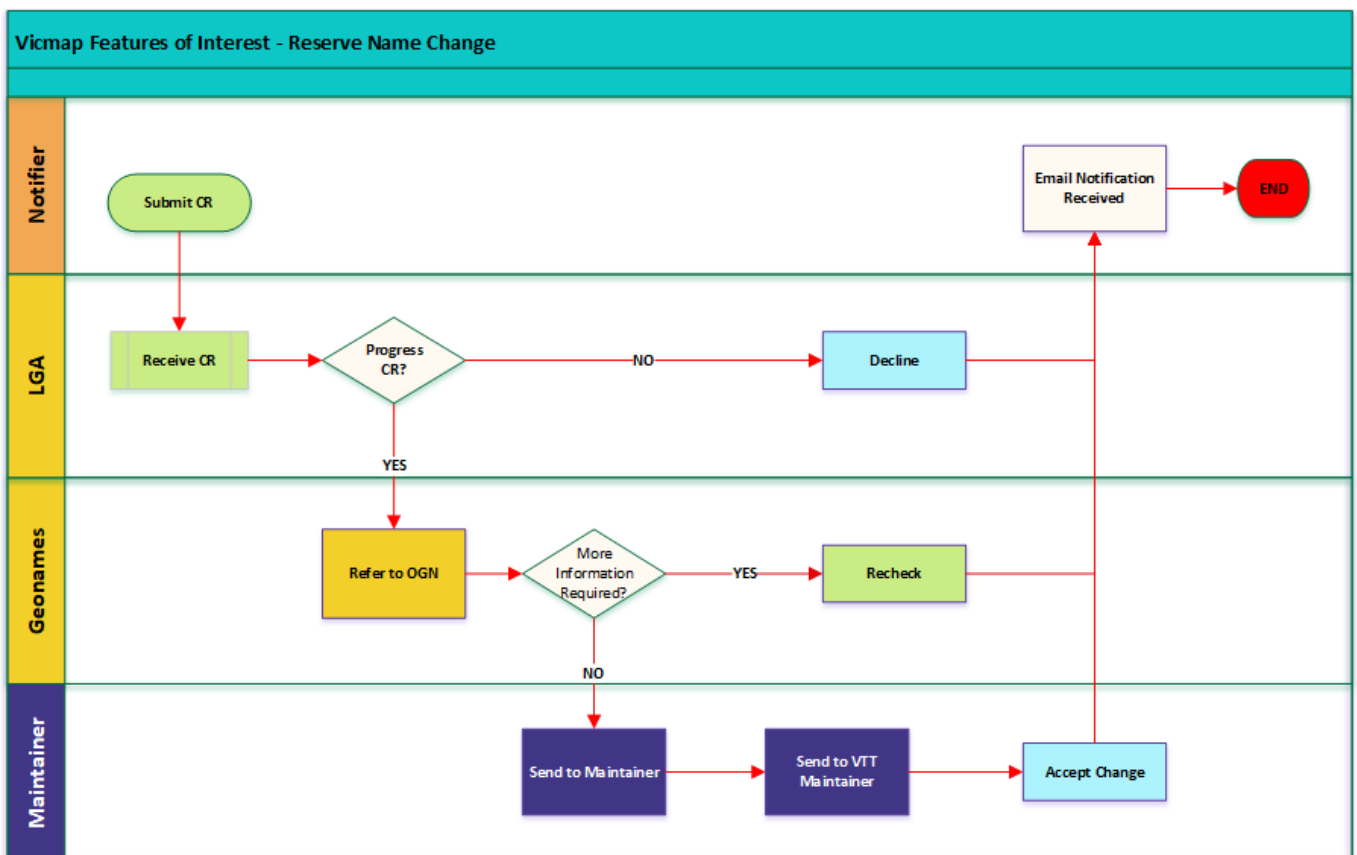 Vicmap Features of Interest - Reserve Name Change
Notifier
Submit CR
Email Notification
Received
END
LGA
Receive CR
Progress
CR?
NO
Decline
YES
Geonames
Refer to OGN
More
Information
Required?
YES
Recheck
NO
Maintainer
Send to Maintainer
Send to VTT
Maintainer
Accept Change